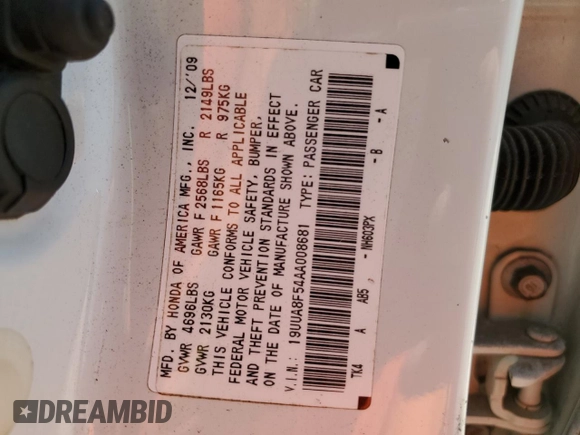 MFD. BY HONDA OF AMERICA MFG., INC. 12/'09
GVWR 4696LBS GAWR F 2568LBS R 2149LBS
GVWR 2130KG GAWR F 1165KG R 975KG
THIS VEHICLE CONFORMS TO ALL APPLICABLE
FEDERAL MOTOR VEHICLE SAFETY, BUMPER,
AND THEFT PREVENTION STANDARDS IN EFFECT
ON THE DATE OF MANUFACTURE SHOWN ABOVE.
V.I.N.: 19UUA8F54AA008681 TYPE: PASSENGER CAR
TK4 A AB5 - NH603PX - B - A
DREAMBID